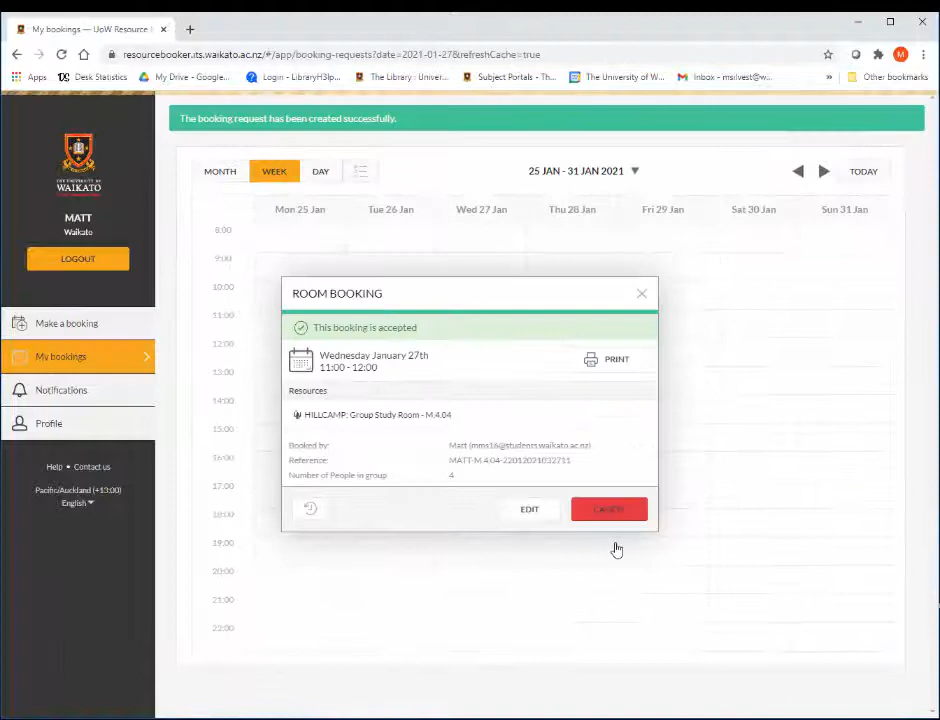 My bookings — UoW Resource
resourcebooker.its.waikato.ac.nz/#/app/booking-requests?date=2021-01-27&refreshCache=true
M
Apps
Desk Statistics
My Drive - Google...
Login - LibraryH3lp...
The Library : Univer...
Subject Portals - Th...
The University of W...
Inbox - msilvest@w...
»
Other bookmarks
The booking request has been created successfully.
THE UNIVERSITY OF
WAIKATO
MATT
Waikato
LOGOUT
Make a booking
My bookings
Notifications
Profile
Help • Contact us
Pacific/Auckland (+13:00)
English
MONTH WEEK DAY
25 JAN - 31 JAN 2021
TODAY
Mon 25 Jan Tue 26 Jan Wed 27 Jan Thu 28 Jan Fri 29 Jan Sat 30 Jan Sun 31 Jan
8:00
9:00
10:00
11:00
12:00
13:00
14:00
15:00
16:00
17:00
18:00
19:00
20:00
21:00
22:00
ROOM BOOKING
This booking is accepted
Wednesday January 27th
11:00 - 12:00
PRINT
Resources
HILLCAMP: Group Study Room - M.4.04
Booked by: Matt (mms16@students.waikato.ac.nz)
Reference: MATT-M.4.04-22012021032711
Number of People in group 4
EDIT
CANCEL